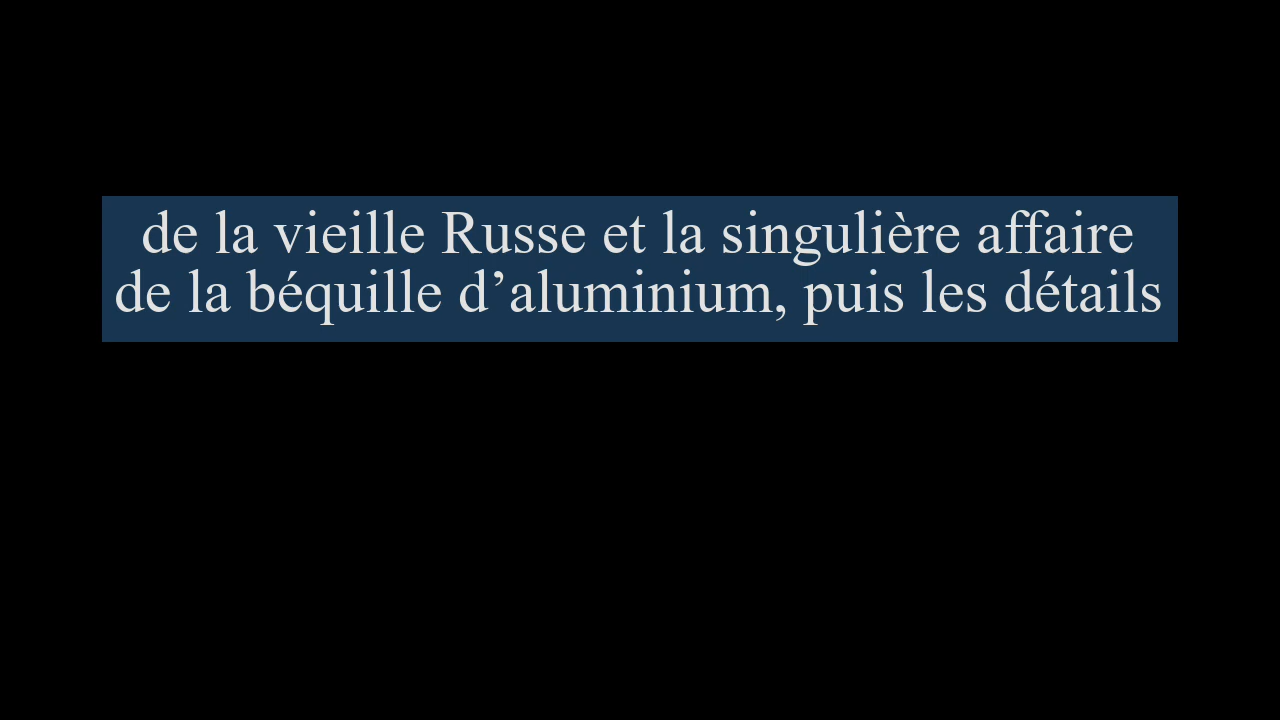 de la vieille Russe et la singulière affaire
de la béquille d’aluminium, puis les détails